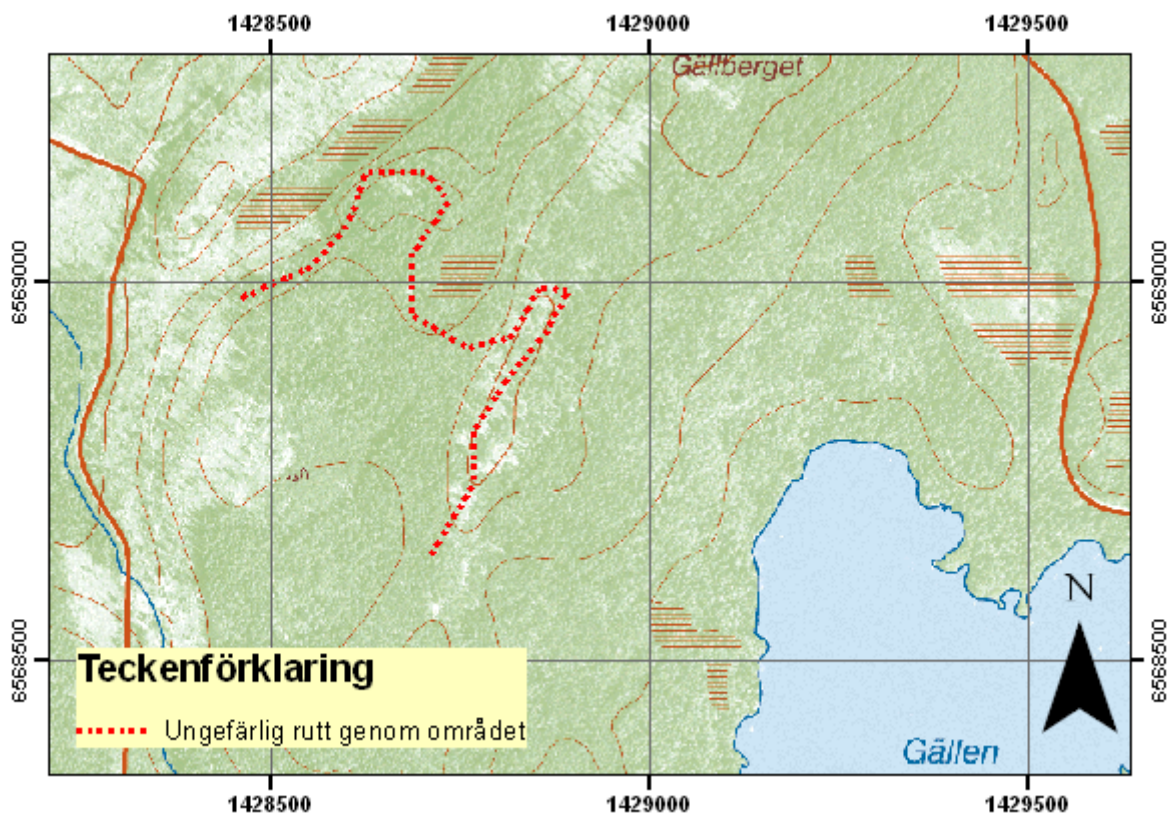 1428500 1429000 1429500
Gällberget
6569000 6569000
6568500 6568500
Teckenförklaring
Ungefärlig rutt genom området
N
Gällen
1428500 1429000 1429500